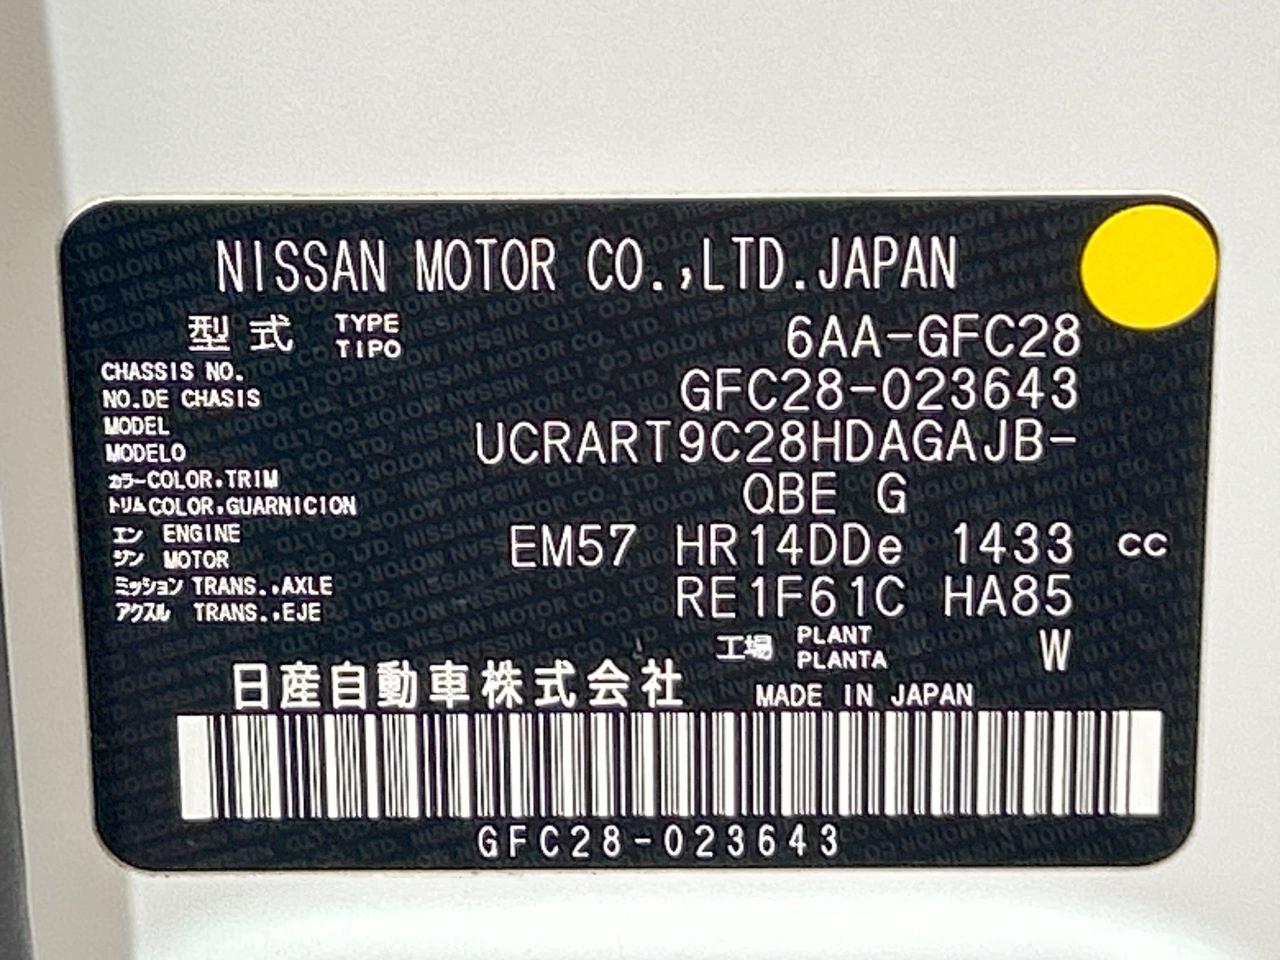 NISSAN MOTOR CO.,LTD.JAPAN
型式 TYPE TIPO 6AA-GFC28
CHASSIS NO.
NO.DE CHASIS GFC28-023643
MODEL
MODELO UCRART9C28HDAGAJB-
カラー COLOR.TRIM
トリム COLOR.GUARNICION QBE G
エン ENGINE
ジン MOTOR EM57 HR14DDe 1433 cc
ミッション TRANS.,AXLE
アクスル TRANS.,EJE RE1F61C HA85
工場 PLANT PLANTA W
日産自動車株式会社 MADE IN JAPAN
GFC28-023643